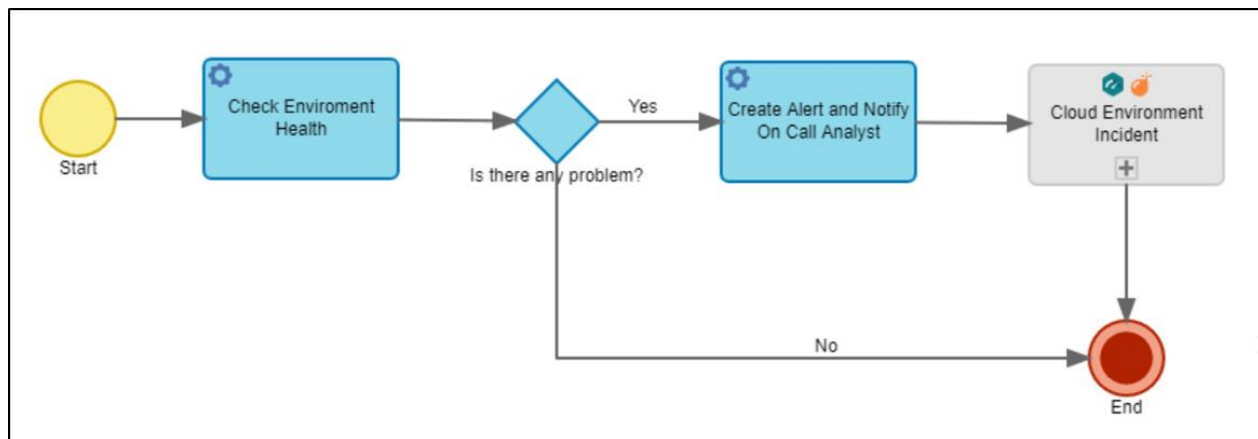 Start
Check Enviroment
Health
Is there any problem?
Yes
Create Alert and Notify
On Call Analyst
Cloud Environment
Incident
No
End